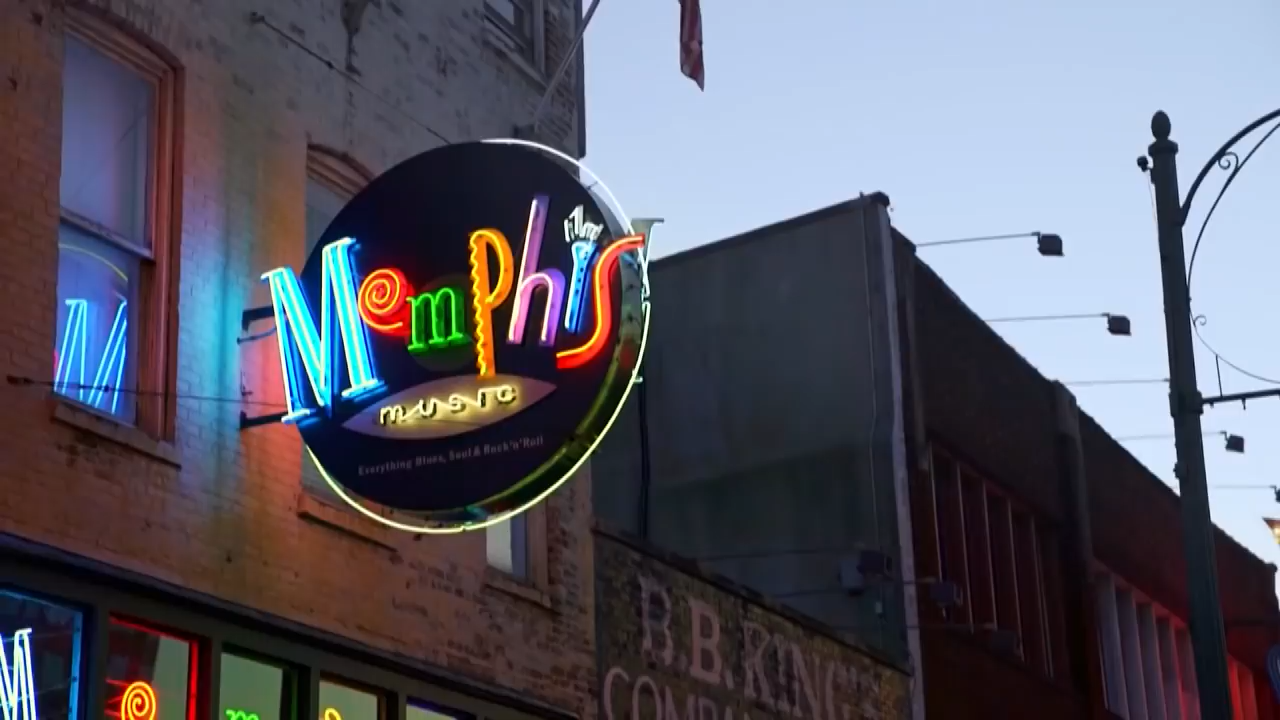 Memphis
music
Everything Blues, Soul & Rock'n'Roll
B.B. KING'S
M
e
m